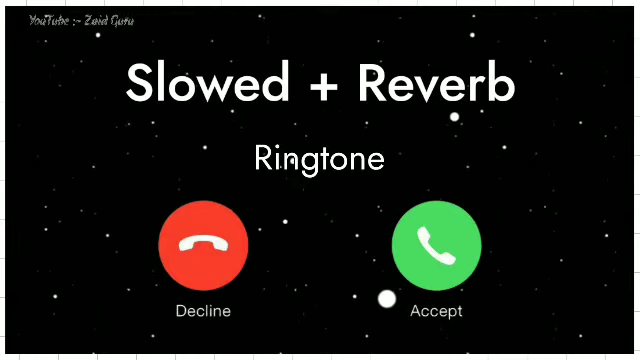 YouTube :- Zaid Guru
Slowed + Reverb
Ringtone
Decline
Accept